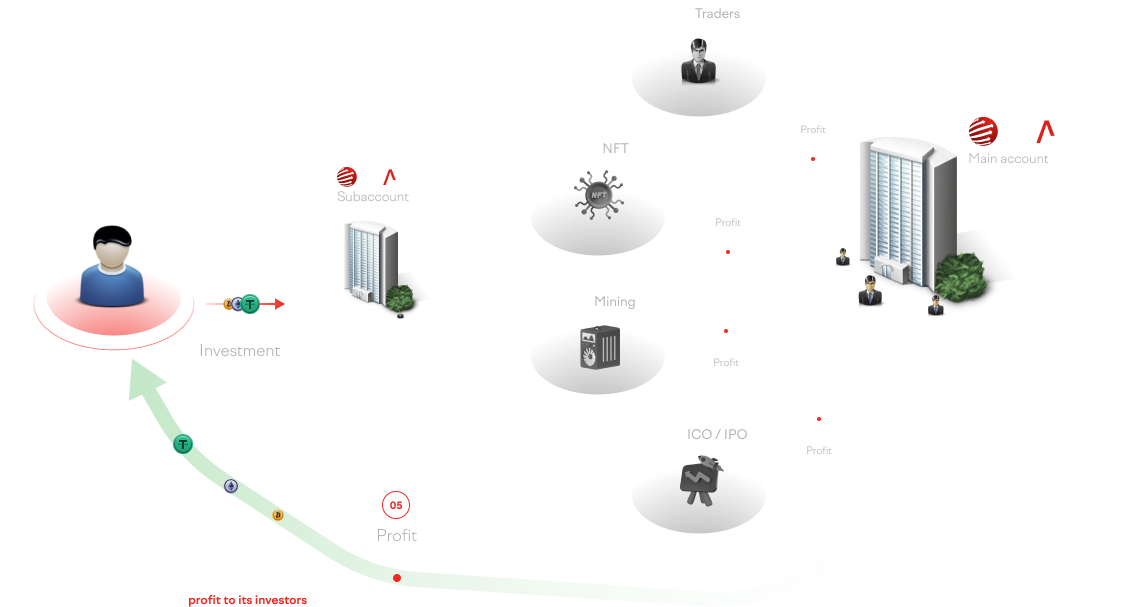 Traders
Profit
Main account
NFT
Subaccount
NFT
Profit
Mining
Investment
Profit
ICO / IPO
Profit
05
Profit
profit to its investors